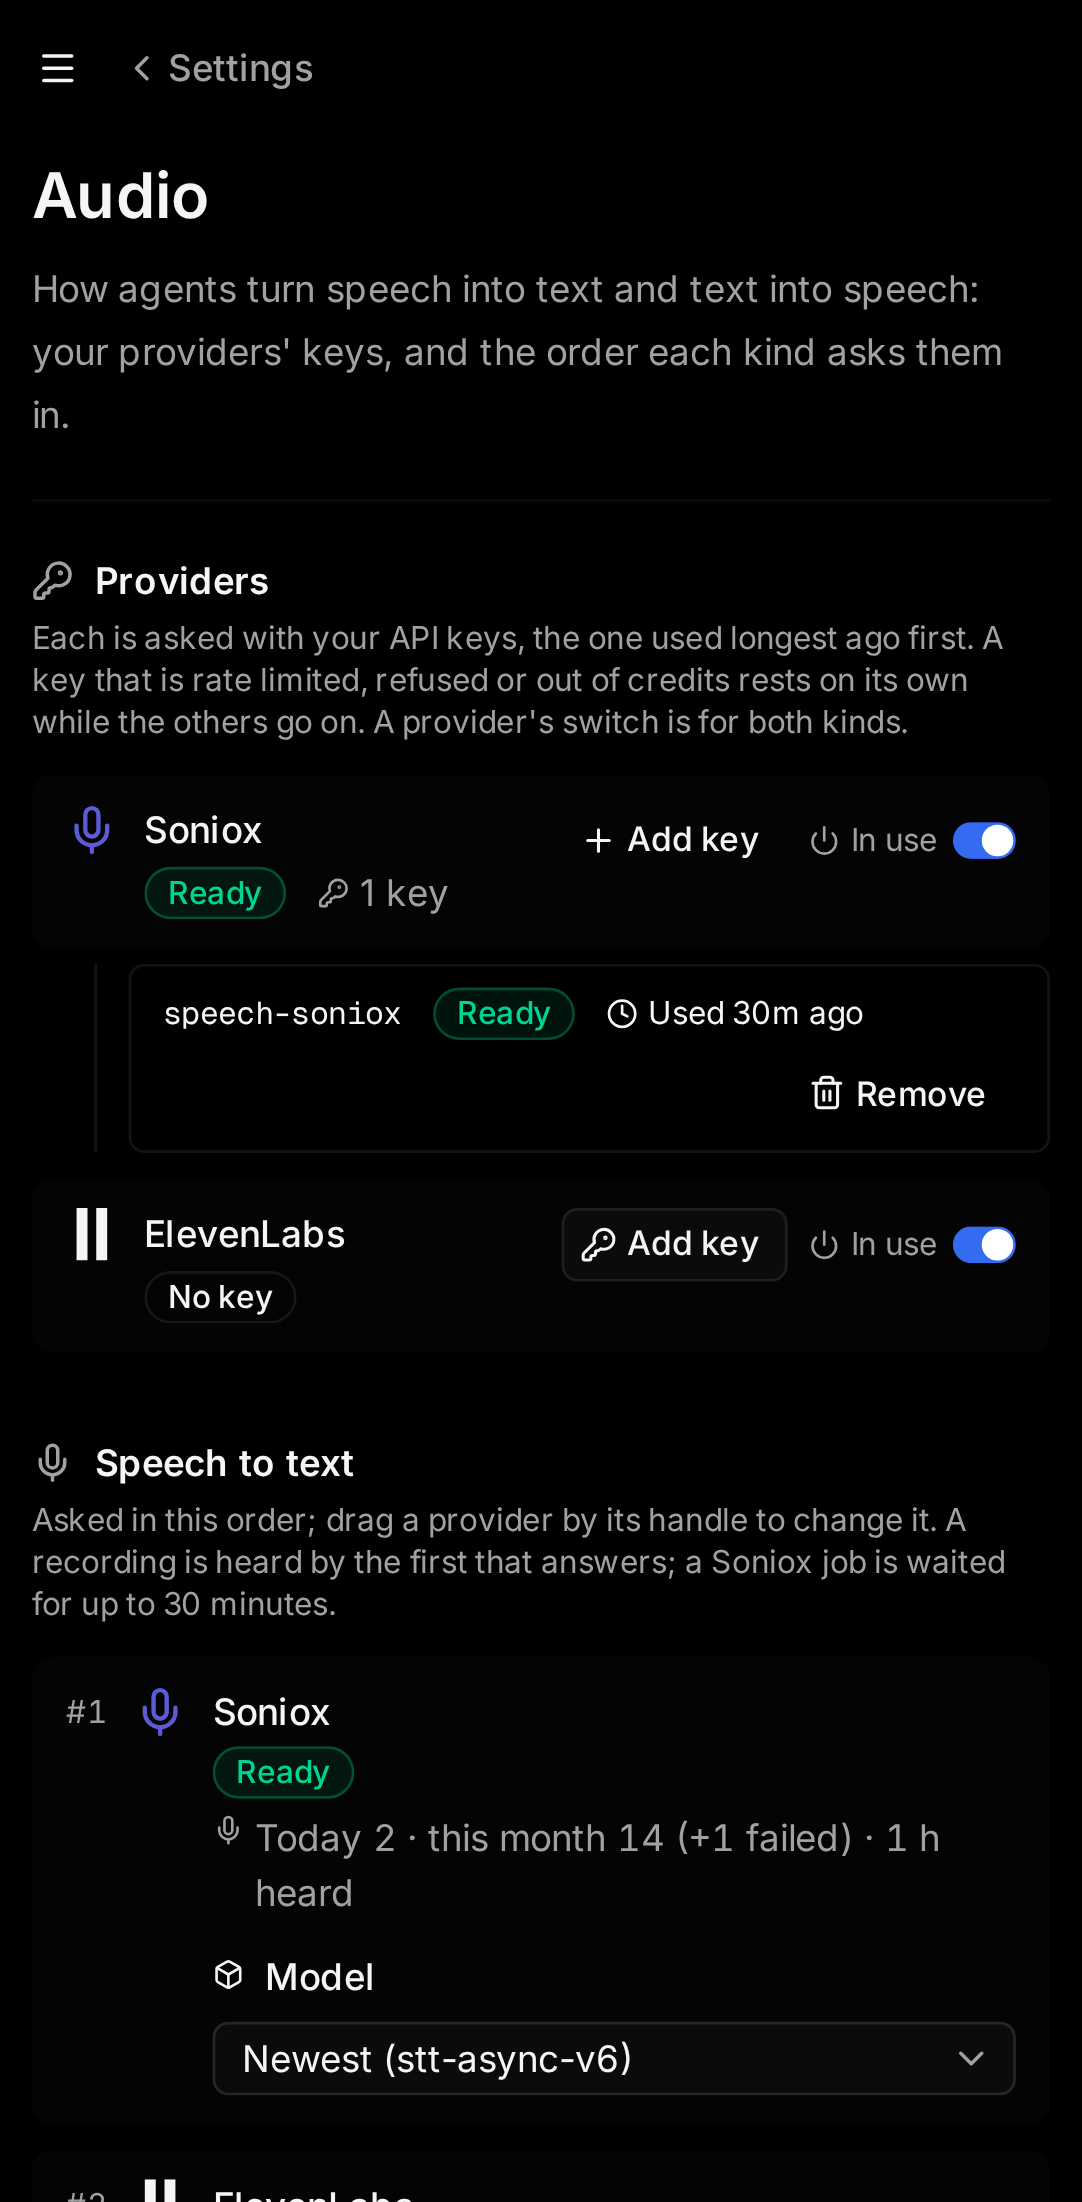 Settings
Audio
How agents turn speech into text and text into speech:
your providers' keys, and the order each kind asks them
in.
Providers
Each is asked with your API keys, the one used longest ago first. A
key that is rate limited, refused or out of credits rests on its own
while the others go on. A provider's switch is for both kinds.
Soniox
Add key
In use
Ready
1 key
speech-soniox
Ready
Used 30m ago
Remove
ElevenLabs
Add key
In use
No key
Speech to text
Asked in this order; drag a provider by its handle to change it. A
recording is heard by the first that answers; a Soniox job is waited
for up to 30 minutes.
#1
Soniox
Ready
Today 2 · this month 14 (+1 failed) · 1 h
heard
Model
Newest (stt-async-v6)
#2
ElevenLabs